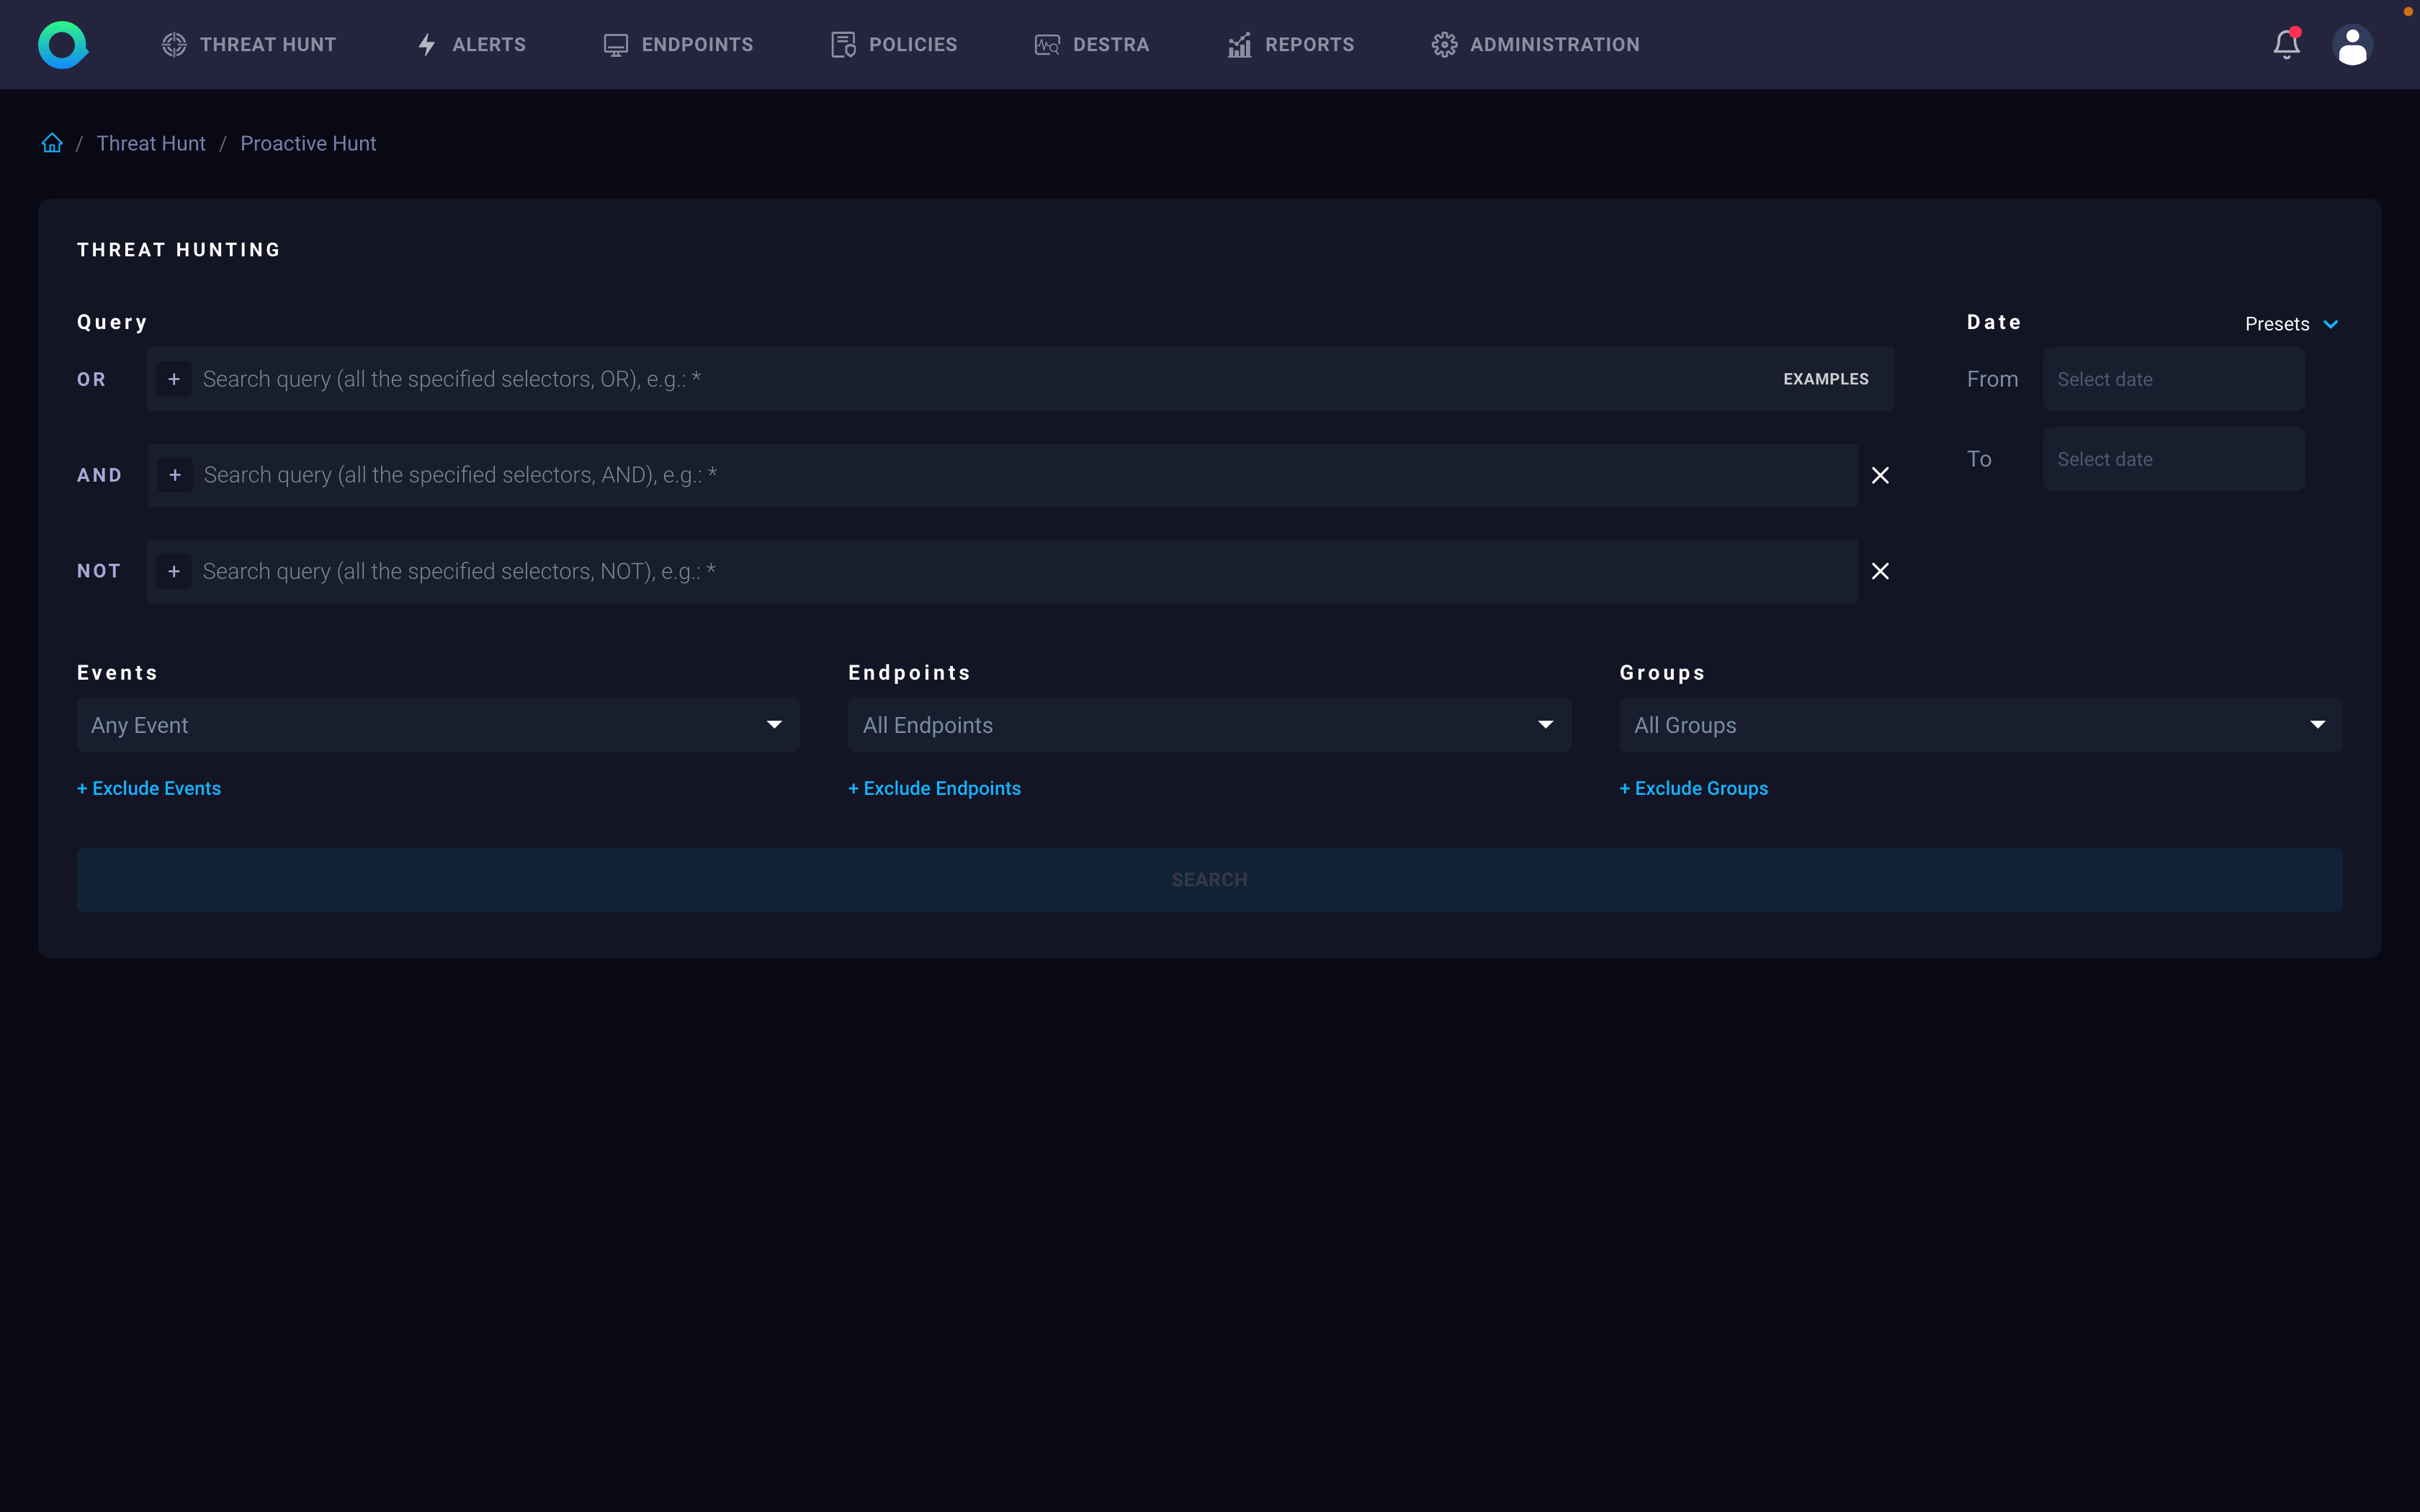 THREAT HUNT ALERTS ENDPOINTS POLICIES DESTRA REPORTS ADMINISTRATION
/ Threat Hunt / Proactive Hunt
THREAT HUNTING
Query
OR + Search query (all the specified selectors, OR), e.g.: * EXAMPLES
AND + Search query (all the specified selectors, AND), e.g.: *
NOT + Search query (all the specified selectors, NOT), e.g.: *
Date Presets
From Select date
To Select date
Events Endpoints Groups
Any Event All Endpoints All Groups
+ Exclude Events + Exclude Endpoints + Exclude Groups
SEARCH